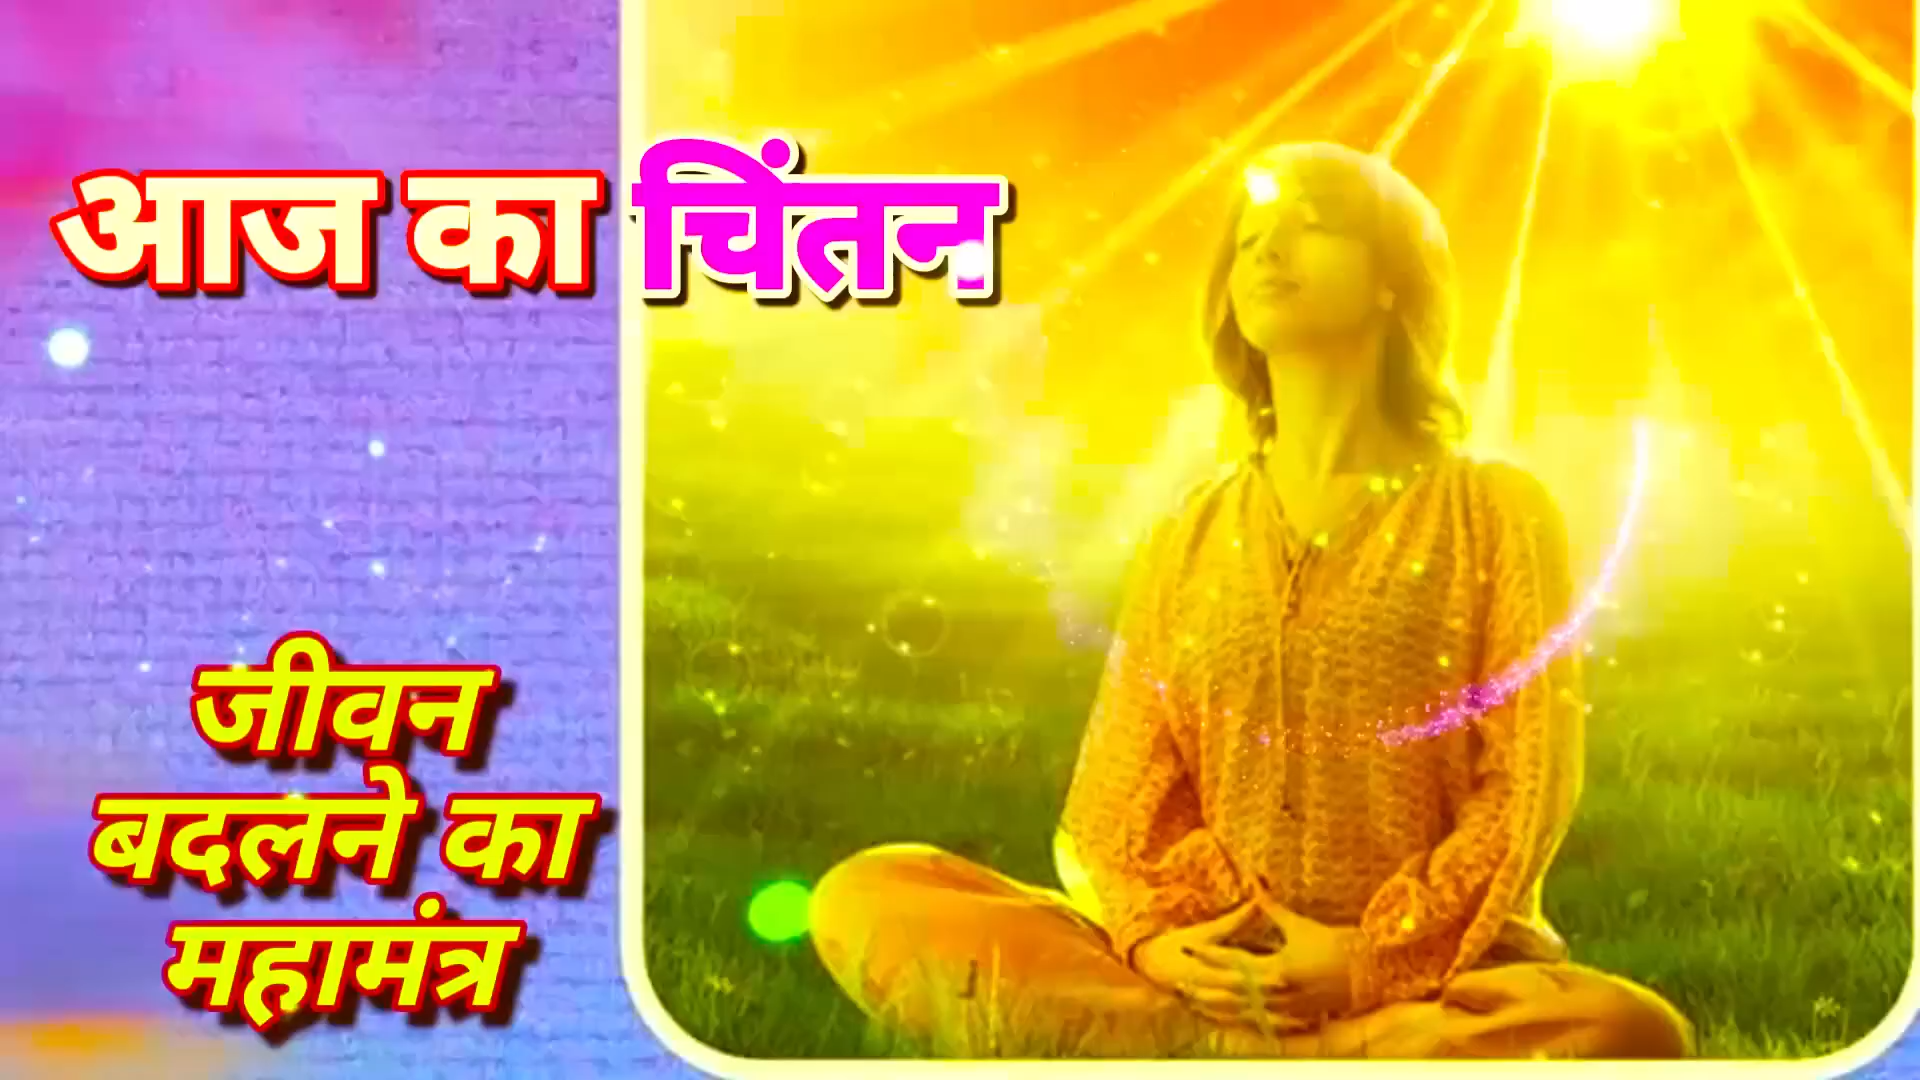 आज का चिंतन
जीवन
बदलने का
महामंत्र